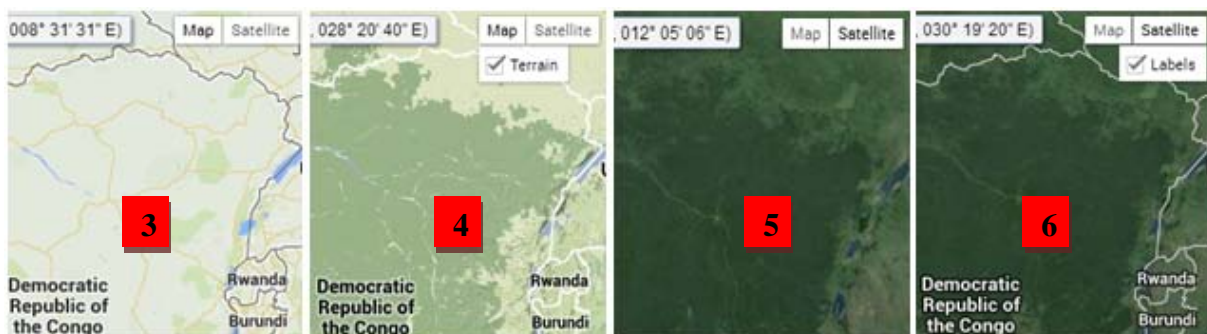 008° 31' 31" E) Map Satellite
, 028° 20' 40" E) Map Satellite
Terrain
, 012° 05' 06" E) Map Satellite
, 030° 19' 20" E) Map Satellite
Labels
3
4
5
6
Democratic
Republic of
the Congo
Rwanda
Burundi
Democratic
Republic of
the Congo
Rwanda
Burundi
Democratic
Republic of
the Congo
Rwanda
Burundi